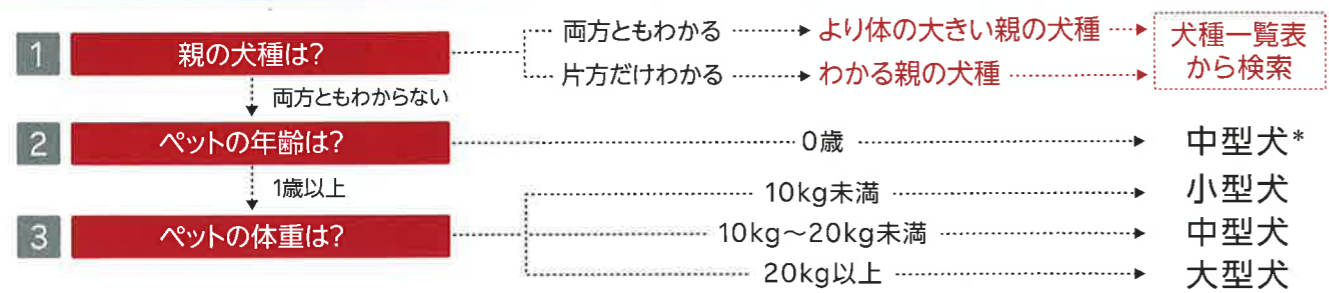 1 親の犬種は? 両方ともわかる より体の大きい親の犬種 犬種一覧表
から検索
片方だけわかる わかる親の犬種
両方ともわからない
2 ペットの年齢は? 0歳 中型犬*
1歳以上
10kg未満 小型犬
3 ペットの体重は? 10kg〜20kg未満 中型犬
20kg以上 大型犬